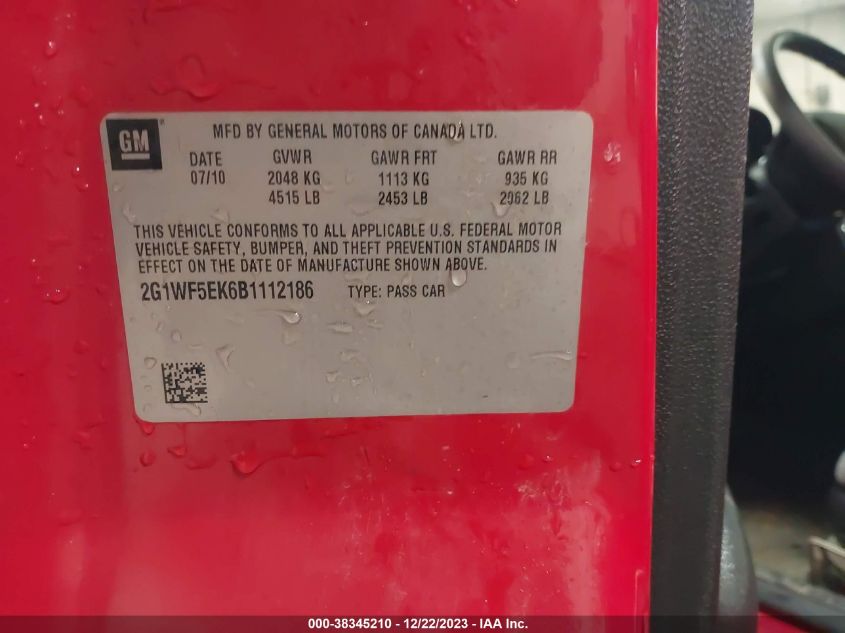 GM
MFD BY GENERAL MOTORS OF CANADA LTD.
DATE GVWR GAWR FRT GAWR RR
07/10 2048 KG 1113 KG 935 KG
4515 LB 2453 LB 2062 LB
THIS VEHICLE CONFORMS TO ALL APPLICABLE U.S. FEDERAL MOTOR
VEHICLE SAFETY, BUMPER, AND THEFT PREVENTION STANDARDS IN
EFFECT ON THE DATE OF MANUFACTURE SHOWN ABOVE.
2G1WF5EK6B1112186 TYPE: PASS CAR
000-38345210 - 12/22/2023 - IAA Inc.